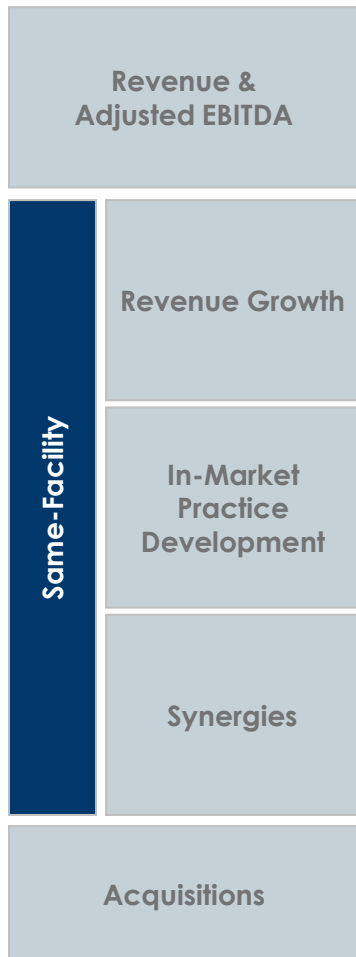 Revenue &
Adjusted EBITDA
Same-Facility
Revenue Growth
In-Market
Practice
Development
Synergies
Acquisitions